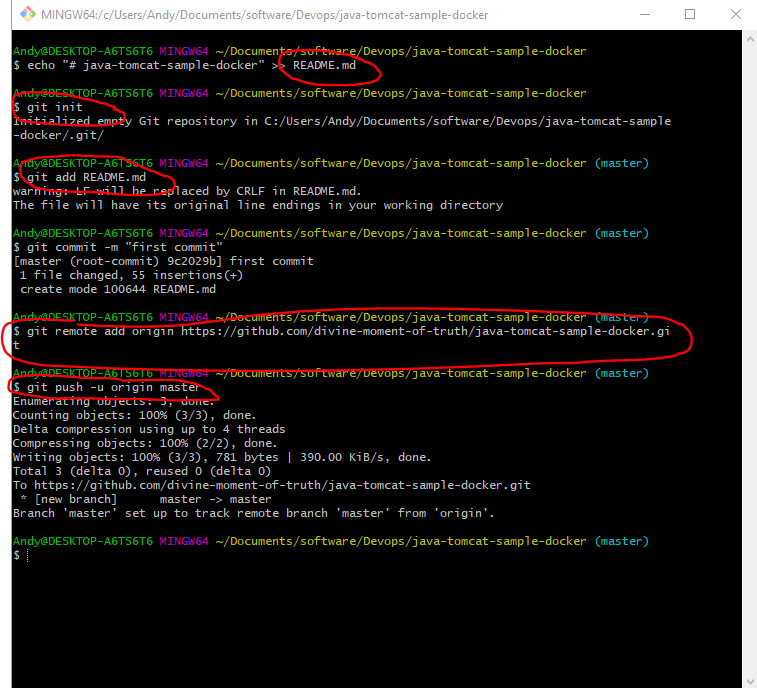 MINGW64:/c/Users/Andy/Documents/software/Devops/java-tomcat-sample-docker
Andy@DESKTOP-A6TS6T6 MINGW64 ~/Documents/software/Devops/java-tomcat-sample-docker
$ echo "# java-tomcat-sample-docker" >> README.md
Andy@DESKTOP-A6TS6T6 MINGW64 ~/Documents/software/Devops/java-tomcat-sample-docker
$ git init
Initialized empty Git repository in C:/Users/Andy/Documents/software/Devops/java-tomcat-sample
-docker/.git/
Andy@DESKTOP-A6TS6T6 MINGW64 ~/Documents/software/Devops/java-tomcat-sample-docker (master)
$ git add README.md
warning: LF will be replaced by CRLF in README.md.
The file will have its original line endings in your working directory
Andy@DESKTOP-A6TS6T6 MINGW64 ~/Documents/software/Devops/java-tomcat-sample-docker (master)
$ git commit -m "first commit"
[master (root-commit) 9c2029b] first commit
 1 file changed, 55 insertions(+)
 create mode 100644 README.md
Andy@DESKTOP-A6TS6T6 MINGW64 ~/Documents/software/Devops/java-tomcat-sample-docker (master)
$ git remote add origin https://github.com/divine-moment-of-truth/java-tomcat-sample-docker.gi
t
Andy@DESKTOP-A6TS6T6 MINGW64 ~/Documents/software/Devops/java-tomcat-sample-docker (master)
$ git push -u origin master
Enumerating objects: 3, done.
Counting objects: 100% (3/3), done.
Delta compression using up to 4 threads
Compressing objects: 100% (2/2), done.
Writing objects: 100% (3/3), 781 bytes | 390.00 KiB/s, done.
Total 3 (delta 0), reused 0 (delta 0)
To https://github.com/divine-moment-of-truth/java-tomcat-sample-docker.git
 * [new branch]      master -> master
Branch 'master' set up to track remote branch 'master' from 'origin'.
Andy@DESKTOP-A6TS6T6 MINGW64 ~/Documents/software/Devops/java-tomcat-sample-docker (master)
$